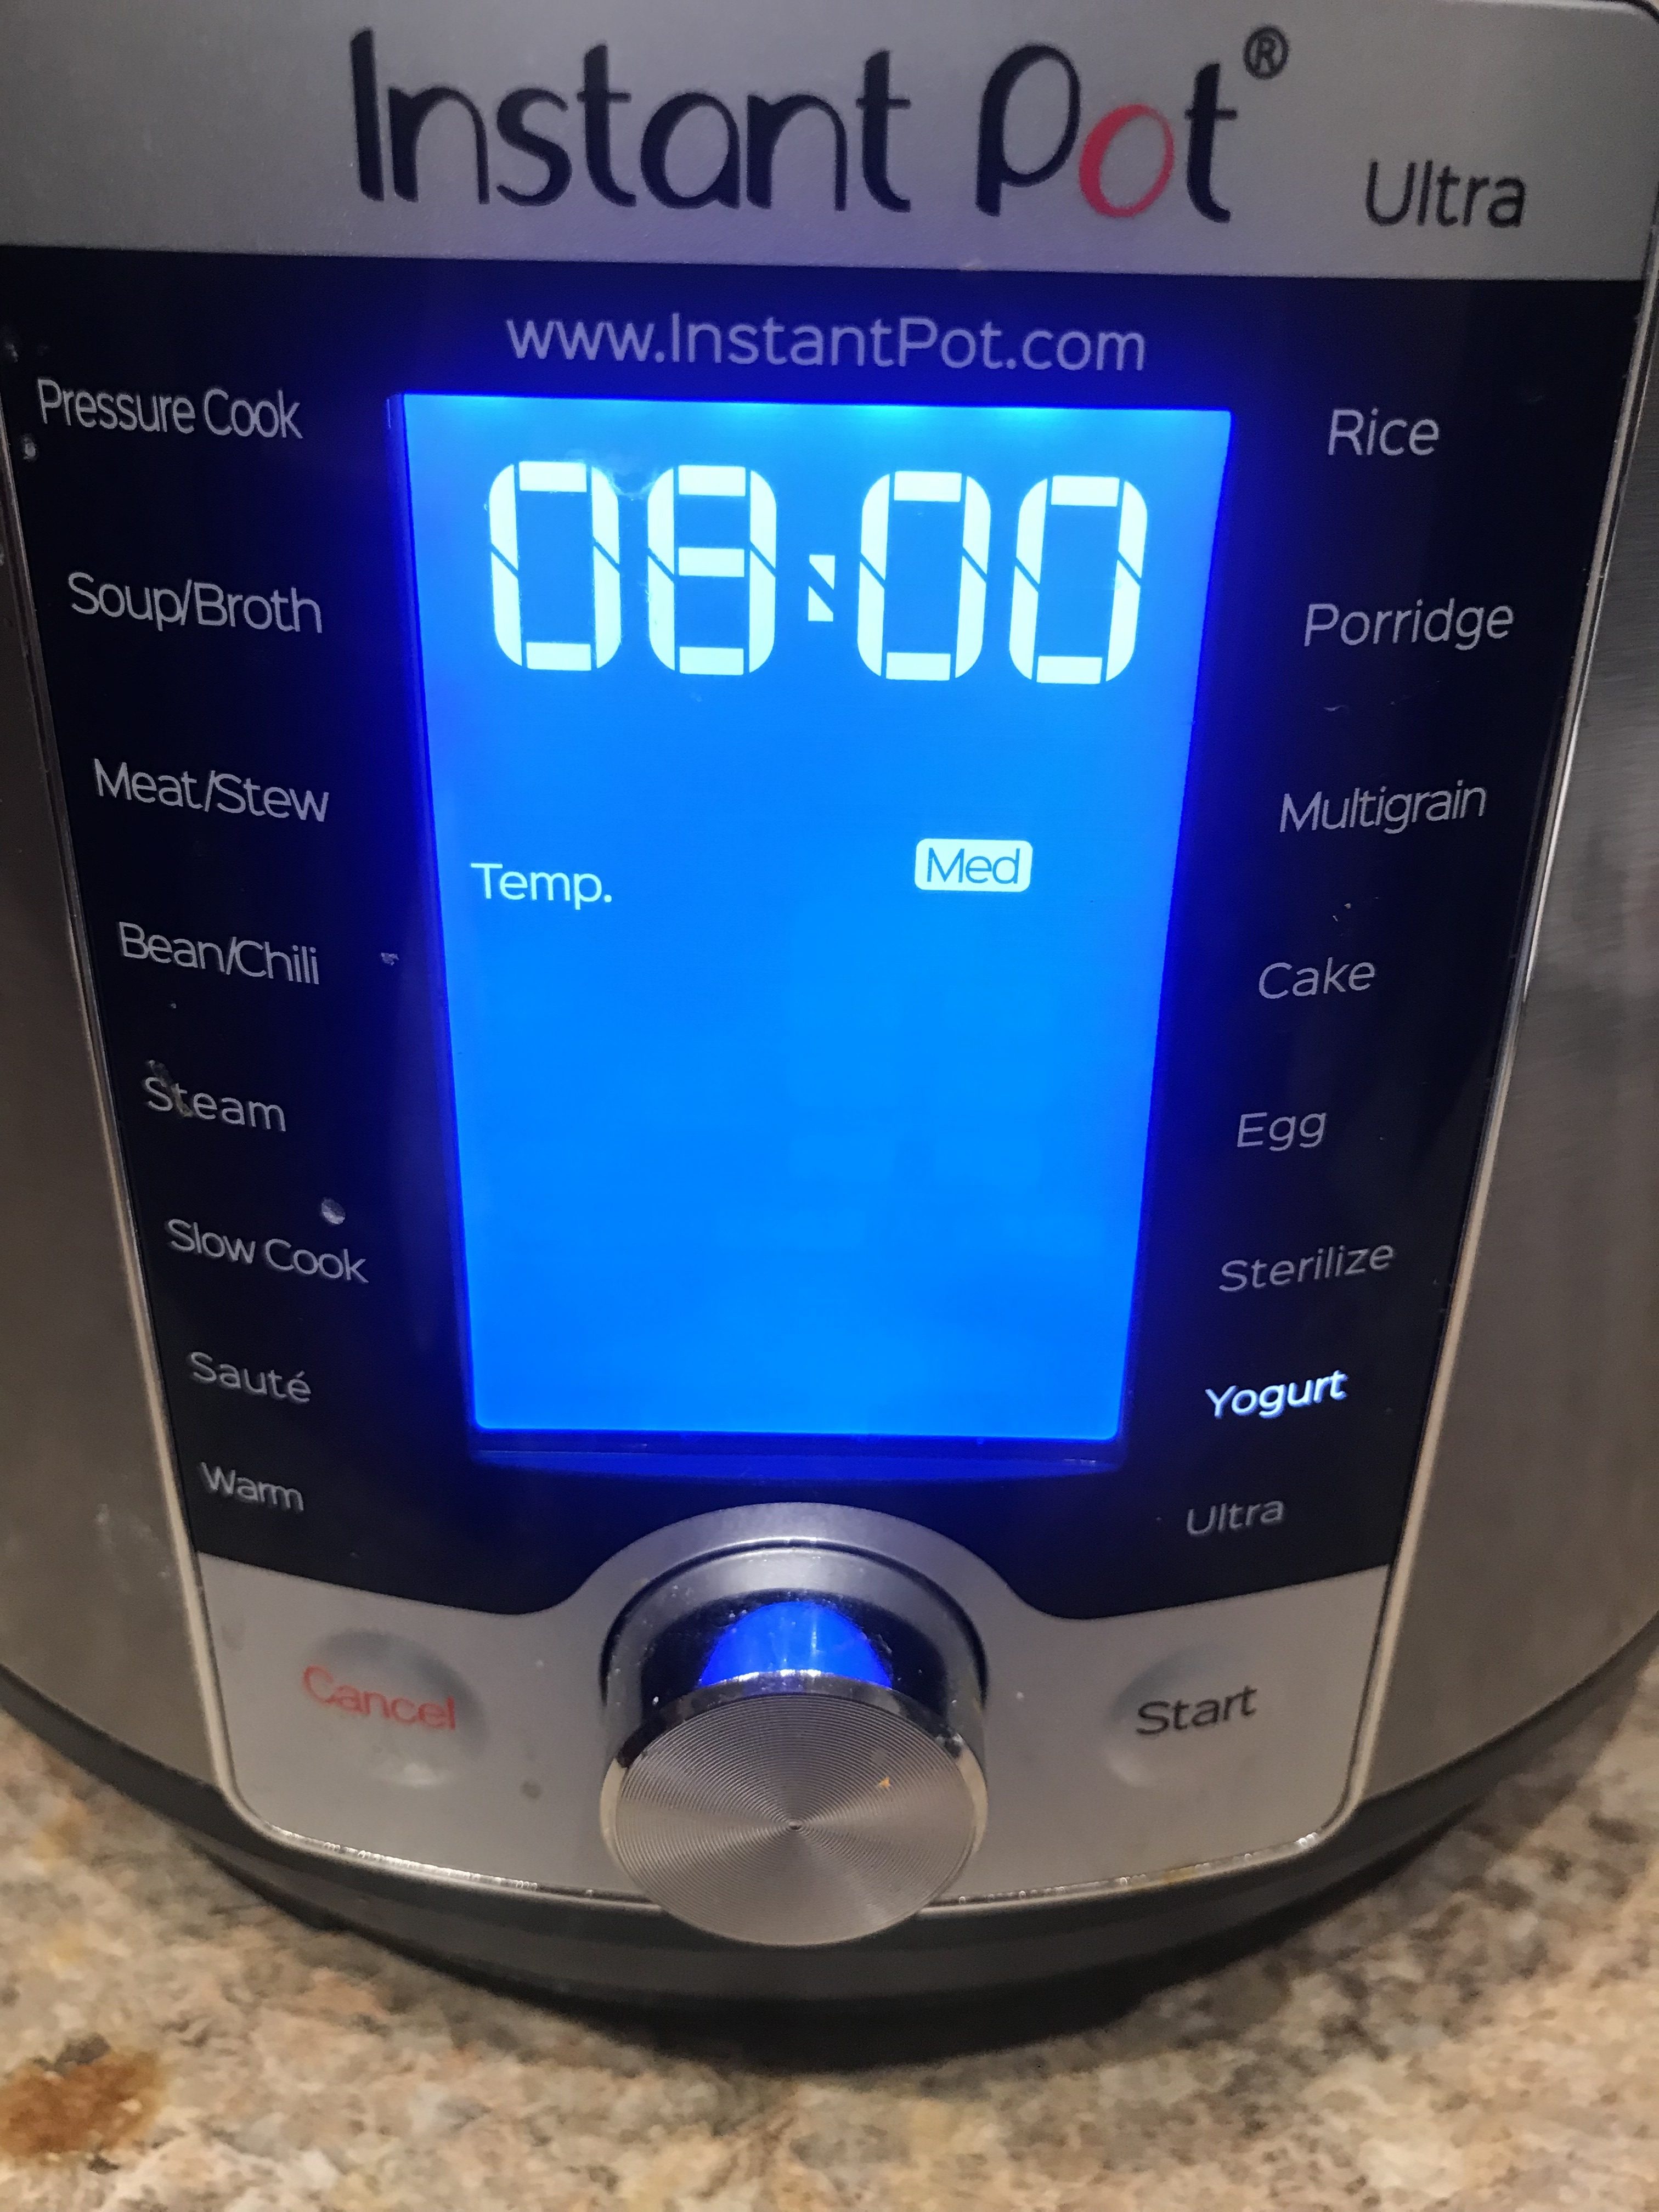 Instant Pot® Ultra
www.InstantPot.com
Pressure Cook
Soup/Broth
Meat/Stew
Bean/Chili
Steam
Slow Cook
Sauté
Warm
08:00
Temp. Med
Rice
Porridge
Multigrain
Cake
Egg
Sterilize
Yogurt
Ultra
Cancel
Start